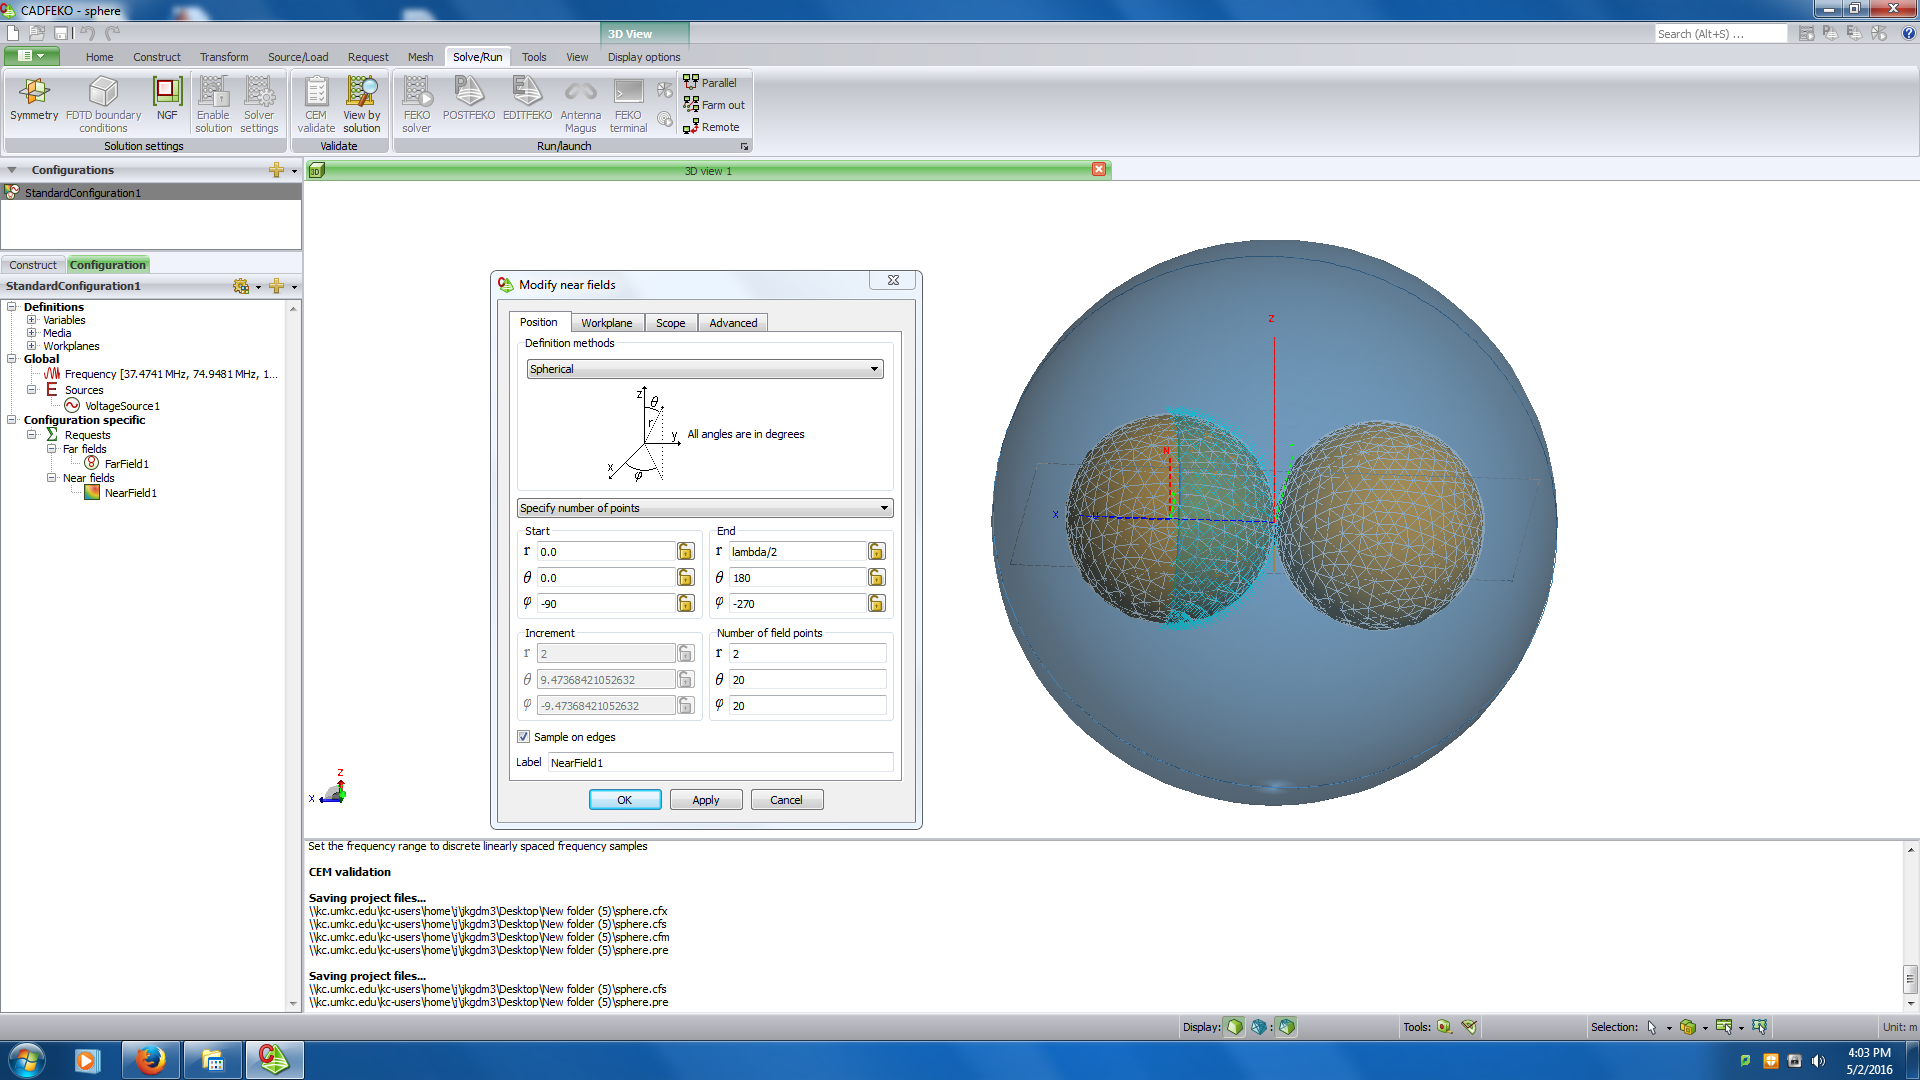 CADFEKO - sphere
3D View
Search (Alt+S) ...
Home Construct Transform Source/Load Request Mesh Solve/Run Tools View Display options
Symmetry
FDTD boundary conditions
NGF
Enable solution
Solver settings
CEM validate
View by solution
FEKO solver
POSTFEKO
EDITFEKO
Antenna Magus
FEKO terminal
Parallel
Farm out
Remote
Solution settings Validate Run/launch
Configurations
StandardConfiguration1
Construct Configuration
StandardConfiguration1
Definitions
Variables
Media
Workplanes
Global
Frequency [37.4741 MHz, 74.9481 MHz, 1...
Sources
VoltageSource1
Configuration specific
Requests
Far fields
FarField1
Near fields
NearField1
3D view 1
Modify near fields
Position Workplane Scope Advanced
Definition methods
Spherical
z θ r y x φ
All angles are in degrees
Specify number of points
Start
r 0.0
θ 0.0
φ -90
End
r lambda/2
θ 180
φ -270
Increment
r 2
θ 9.47368421052632
φ -9.47368421052632
Number of field points
r 2
θ 20
φ 20
Sample on edges
Label NearField1
OK Apply Cancel
Z
X
N
U
Z
X
Set the frequency range to discrete linearly spaced frequency samples
CEM validation
Saving project files...
\\kc.umkc.edu\kc-users\home\j\jkgdm3\Desktop\New folder (5)\sphere.cfx
\\kc.umkc.edu\kc-users\home\j\jkgdm3\Desktop\New folder (5)\sphere.cfs
\\kc.umkc.edu\kc-users\home\j\jkgdm3\Desktop\New folder (5)\sphere.cfm
\\kc.umkc.edu\kc-users\home\j\jkgdm3\Desktop\New folder (5)\sphere.pre
Saving project files...
\\kc.umkc.edu\kc-users\home\j\jkgdm3\Desktop\New folder (5)\sphere.cfs
\\kc.umkc.edu\kc-users\home\j\jkgdm3\Desktop\New folder (5)\sphere.pre
Display: Tools: Selection: Unit: m
4:03 PM
5/2/2016